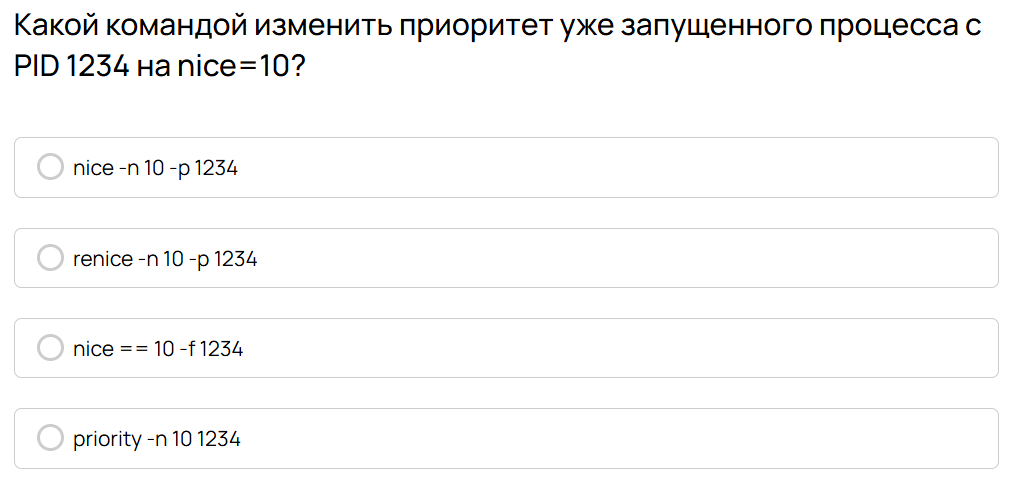 Какой командой изменить приоритет уже запущенного процесса с
PID 1234 на nice=10?
nice -n 10 -p 1234
renice -n 10 -p 1234
nice == 10 -f 1234
priority -n 10 1234